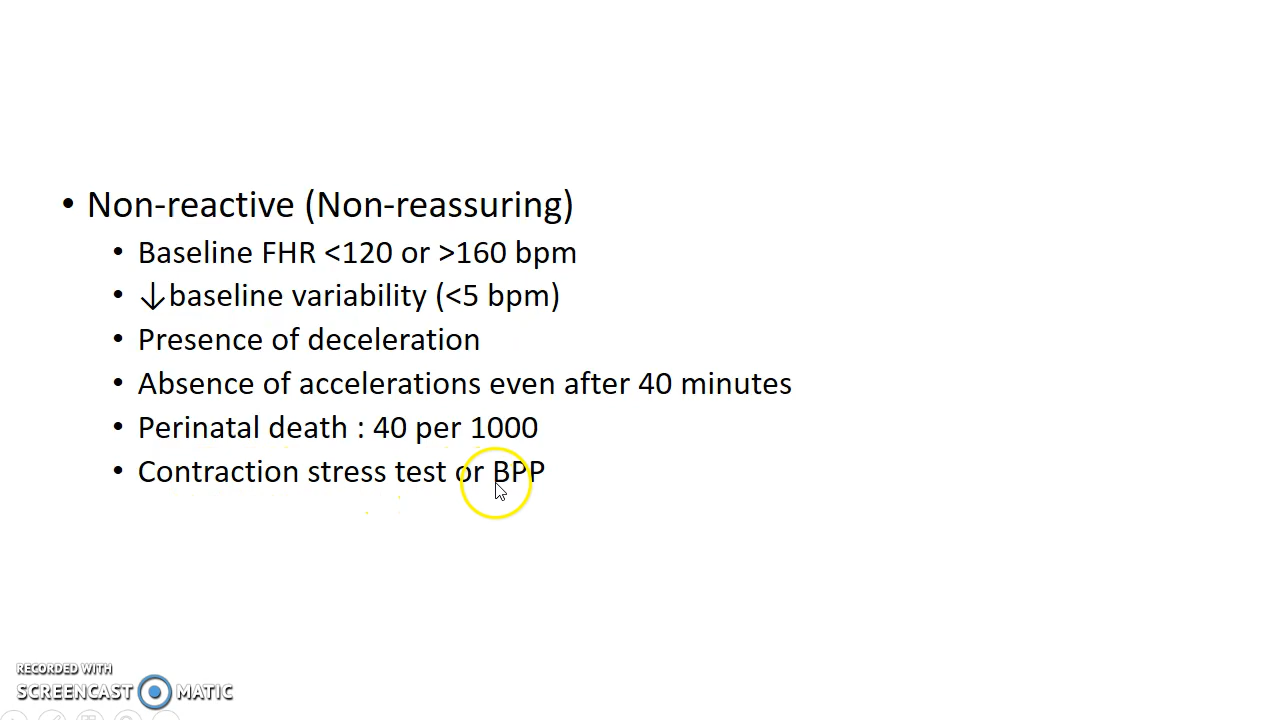 • Non-reactive (Non-reassuring)
• Baseline FHR <120 or >160 bpm
• ↓baseline variability (<5 bpm)
• Presence of deceleration
• Absence of accelerations even after 40 minutes
• Perinatal death : 40 per 1000
• Contraction stress test or BPP
RECORDED WITH
SCREENCAST MATIC